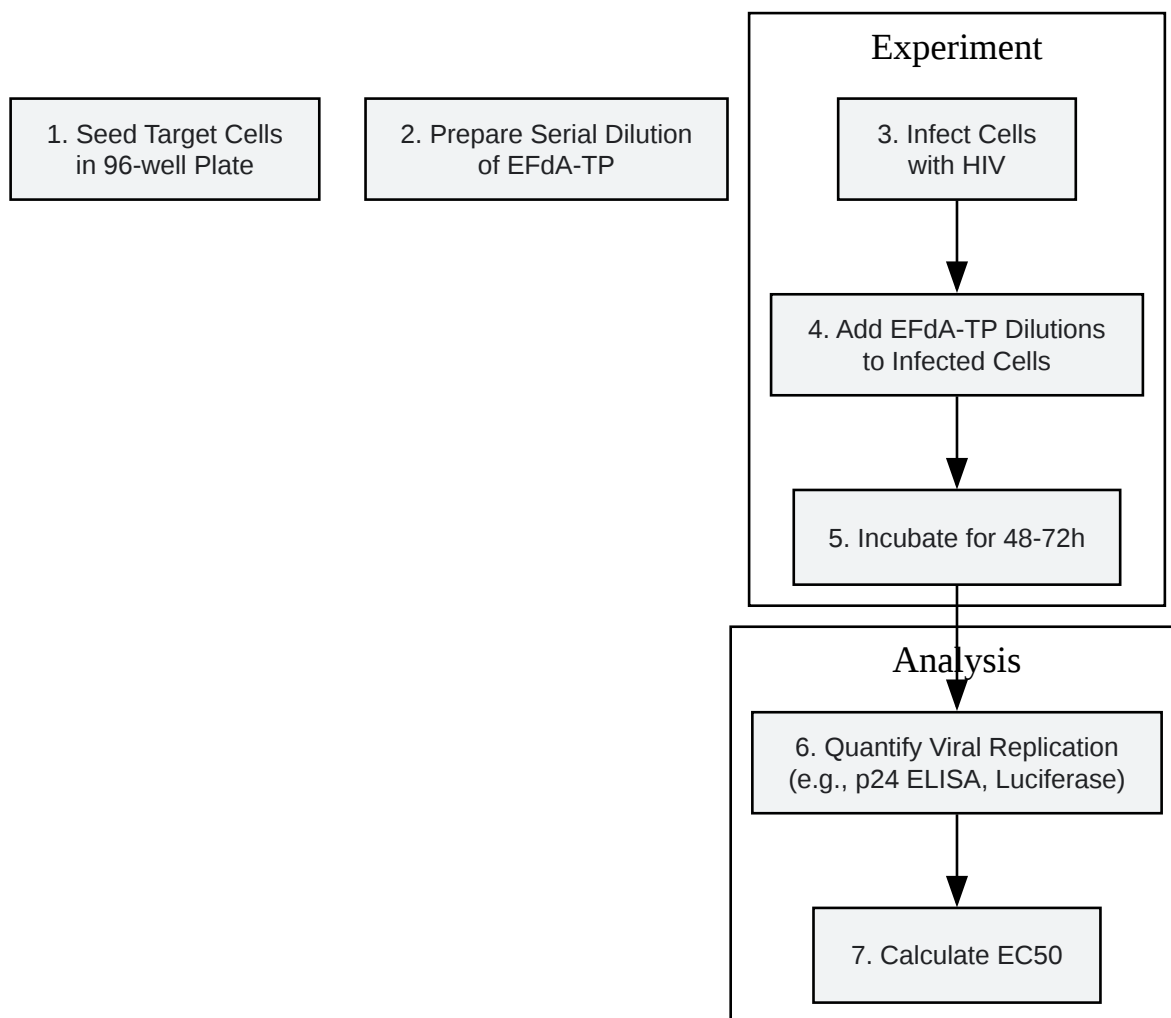 Experiment
1. Seed Target Cells
in 96-well Plate
2. Prepare Serial Dilution
of EFdA-TP
3. Infect Cells
with HIV
4. Add EFdA-TP Dilutions
to Infected Cells
5. Incubate for 48-72h
Analysis
6. Quantify Viral Replication
(e.g., p24 ELISA, Luciferase)
7. Calculate EC50